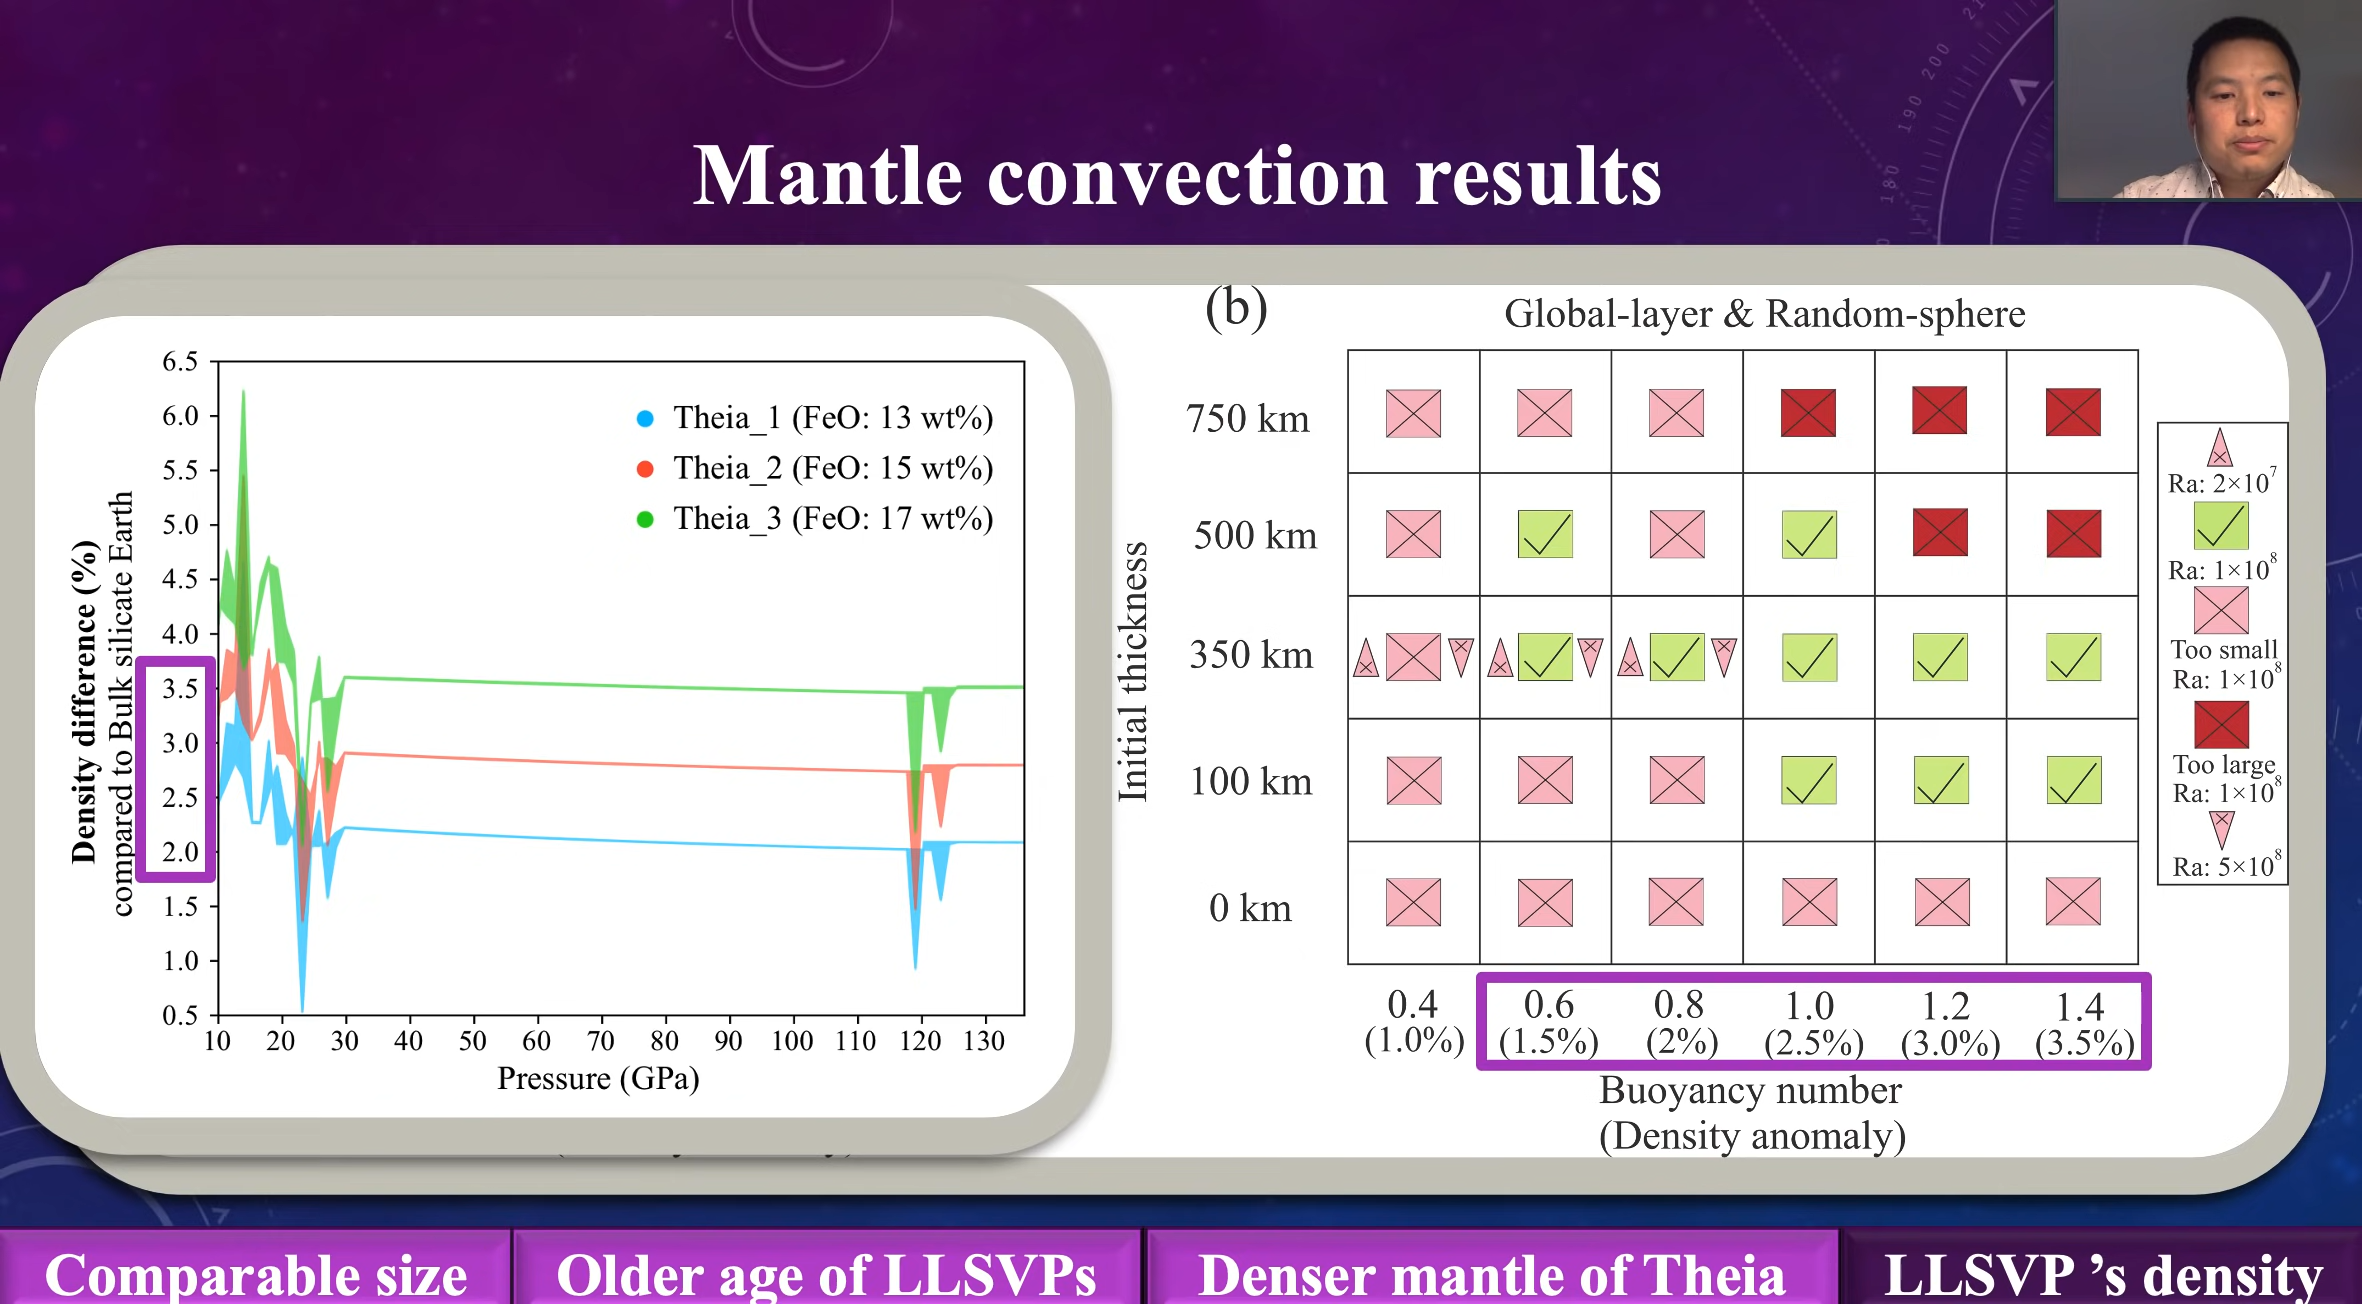 Mantle convection results
6.5
6.0
5.5
5.0
4.5
4.0
3.5
3.0
2.5
2.0
1.5
1.0
0.5
Density difference (%)
compared to Bulk silicate Earth
Theia_1 (FeO: 13 wt%)
Theia_2 (FeO: 15 wt%)
Theia_3 (FeO: 17 wt%)
10 20 30 40 50 60 70 80 90 100 110 120 130
Pressure (GPa)
(b)
Global-layer & Random-sphere
Initial thickness
750 km
500 km
350 km
100 km
0 km
0.4 0.6 0.8 1.0 1.2 1.4
(1.0%) (1.5%) (2%) (2.5%) (3.0%) (3.5%)
Buoyancy number
(Density anomaly)
Ra: 2×10⁷
Ra: 1×10⁸
Too small
Ra: 1×10⁸
Too large
Ra: 1×10⁸
Ra: 5×10⁸
180 190 200
Comparable size
Older age of LLSVPs
Denser mantle of Theia
LLSVP ’s density